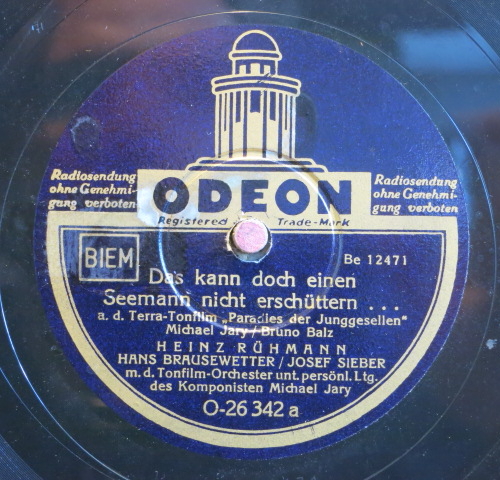 Radiosendung
ohne Genehmi-
gung verboten
ODEON
Registered Trade-Mark
Radiosendung
ohne Genehmi-
gung verboten
BIEM
Be 12471
Das kann doch einen
Seemann nicht erschüttern ...
a. d. Terra-Tonfilm „Paradies der Junggesellen"
Michael Jary / Bruno Balz
HEINZ RÜHMANN
HANS BRAUSEWETTER / JOSEF SIEBER
m. d. Tonfilm-Orchester unt. persönl. Ltg.
des Komponisten Michael Jary
O-26 342 a